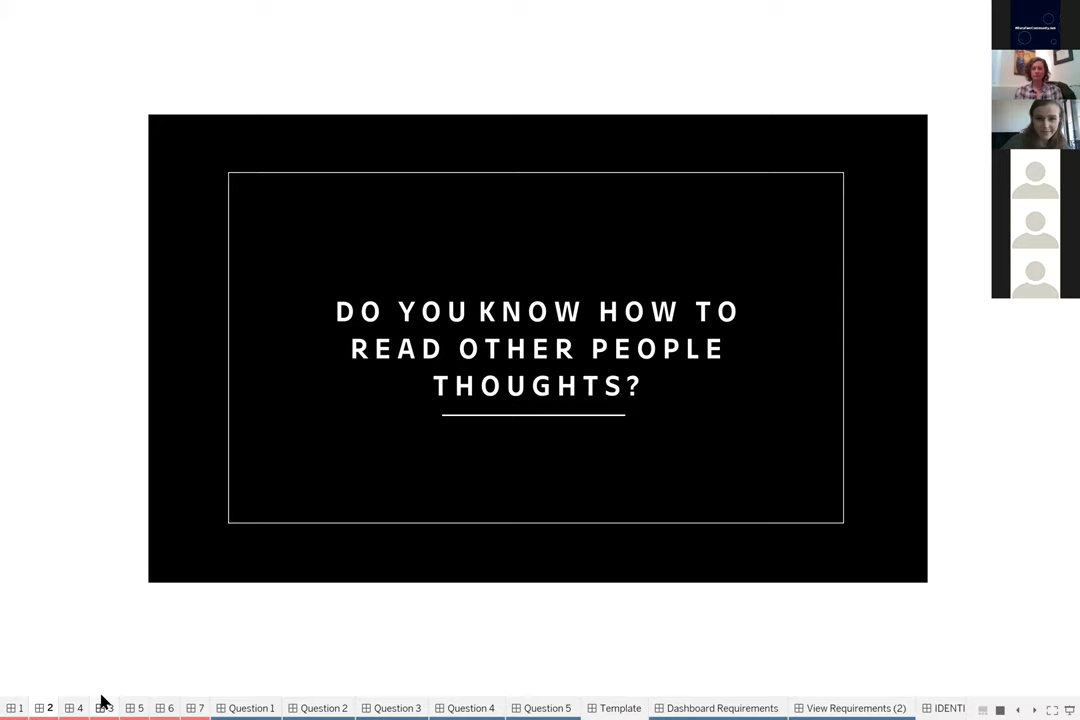 DO YOU KNOW HOW TO
READ OTHER PEOPLE
THOUGHTS?
1 2 4 3 5 6 7 Question 1 Question 2 Question 3 Question 4 Question 5 Template Dashboard Requirements View Requirements (2) IDENTI